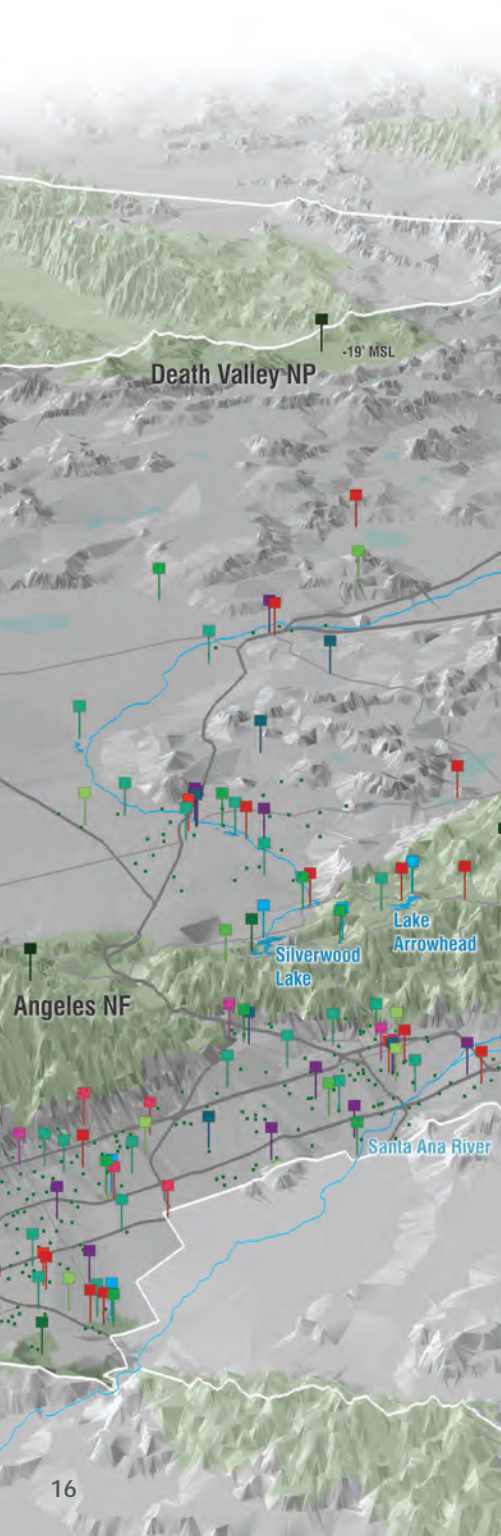 -19' MSL
Death Valley NP
Lake
Arrowhead
Silverwood
Lake
Angeles NF
Santa Ana River
16